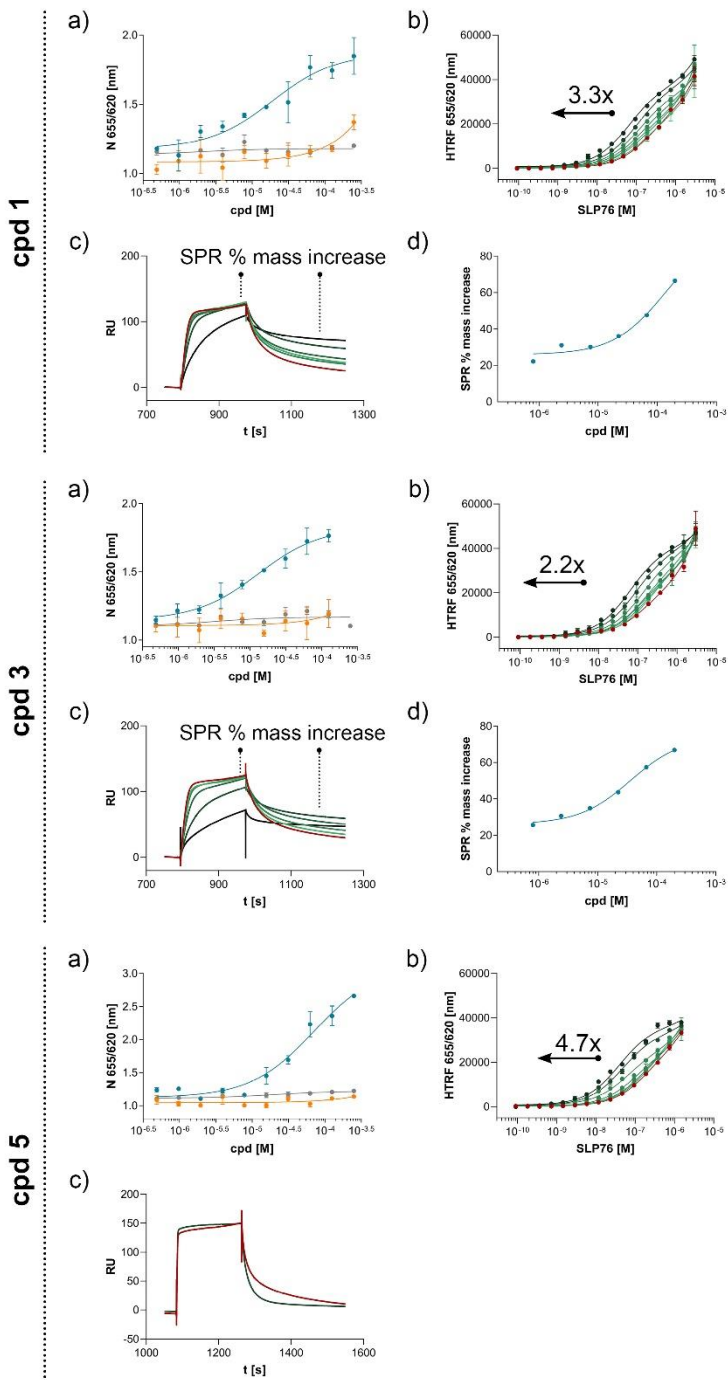 cpd 1
a)
N 655/620 [nm]
2.0
1.5
1.0
10-6.5 10-6 10-5.5 10-5 10-4.5 10-4 10-3.5
cpd [M]
b)
HTRF 655/620 [nm]
60000
40000
20000
0
3.3x
10-10 10-9 10-8 10-7 10-6 10-5
SLP76 [M]
c)
SPR % mass increase
RU
200
100
0
700 900 1100 1300
t [s]
d)
SPR % mass increase
80
60
40
20
0
10-6 10-5 10-4 10-3
cpd [M]
cpd 3
a)
N 655/620 [nm]
2.0
1.5
1.0
10-6.5 10-6 10-5.5 10-5 10-4.5 10-4 10-3.5
cpd [M]
b)
HTRF 655/620 [nm]
60000
40000
20000
0
2.2x
10-10 10-9 10-8 10-7 10-6 10-5
SLP76 [M]
c)
SPR % mass increase
RU
200
100
0
700 900 1100 1300
t [s]
d)
SPR % mass increase
80
60
40
20
0
10-6 10-5 10-4 10-3
cpd [M]
cpd 5
a)
N 655/620 [nm]
3.0
2.5
2.0
1.5
1.0
10-6.5 10-6 10-5.5 10-5 10-4.5 10-4 10-3.5
cpd [M]
b)
HTRF 655/620 [nm]
60000
40000
20000
0
4.7x
10-10 10-9 10-8 10-7 10-6 10-5
SLP76 [M]
c)
RU
200
150
100
50
0
-50
1000 1200 1400 1600
t [s]